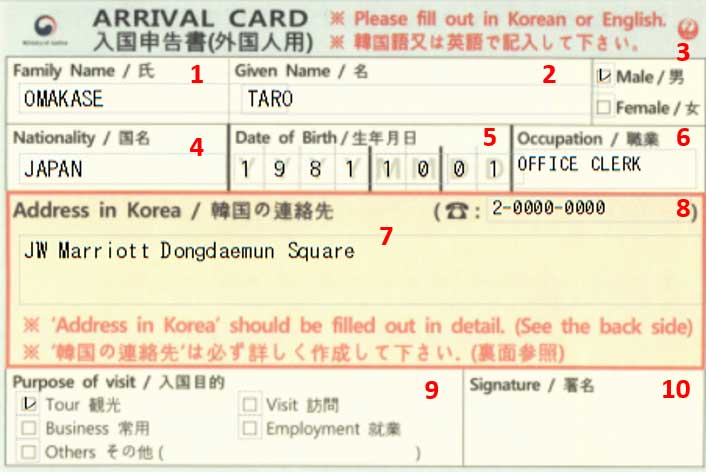 ARRIVAL CARD ※ Please fill out in Korean or English.
入国申告書(外国人用) ※ 韓国語又は英語で記入して下さい。
Ministry of Justice
Family Name / 氏 1 Given Name / 名 2 3
OMAKASE TARO Male / 男
Female / 女
Nationality / 国名 4 Date of Birth / 生年月日 5 Occupation / 職業 6
JAPAN 1 9 8 1 1 0 0 1 OFFICE CLERK
Address in Korea / 韓国の連絡先 (☎: 2-0000-0000 ) 8
7
JW Marriott Dongdaemun Square
※ 'Address in Korea' should be filled out in detail. (See the back side)
※ '韓国の連絡先'は必ず詳しく作成して下さい. (裏面参照)
Purpose of visit / 入国目的 9 Signature / 署名 10
Tour 観光 Visit 訪問
Business 常用 Employment 就業
Others その他 ( )